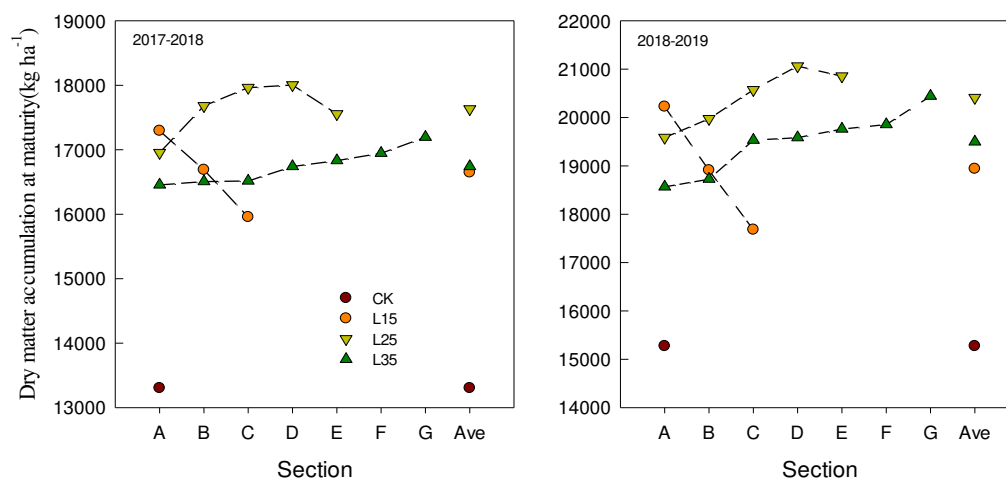 Dry matter accumulation at maturity(kg ha⁻¹)
2017-2018
19000
18000
17000
16000
15000
14000
13000
CK
L15
L25
L35
A B C D E F G Ave
Section
2018-2019
22000
21000
20000
19000
18000
17000
16000
15000
14000
A B C D E F G Ave
Section